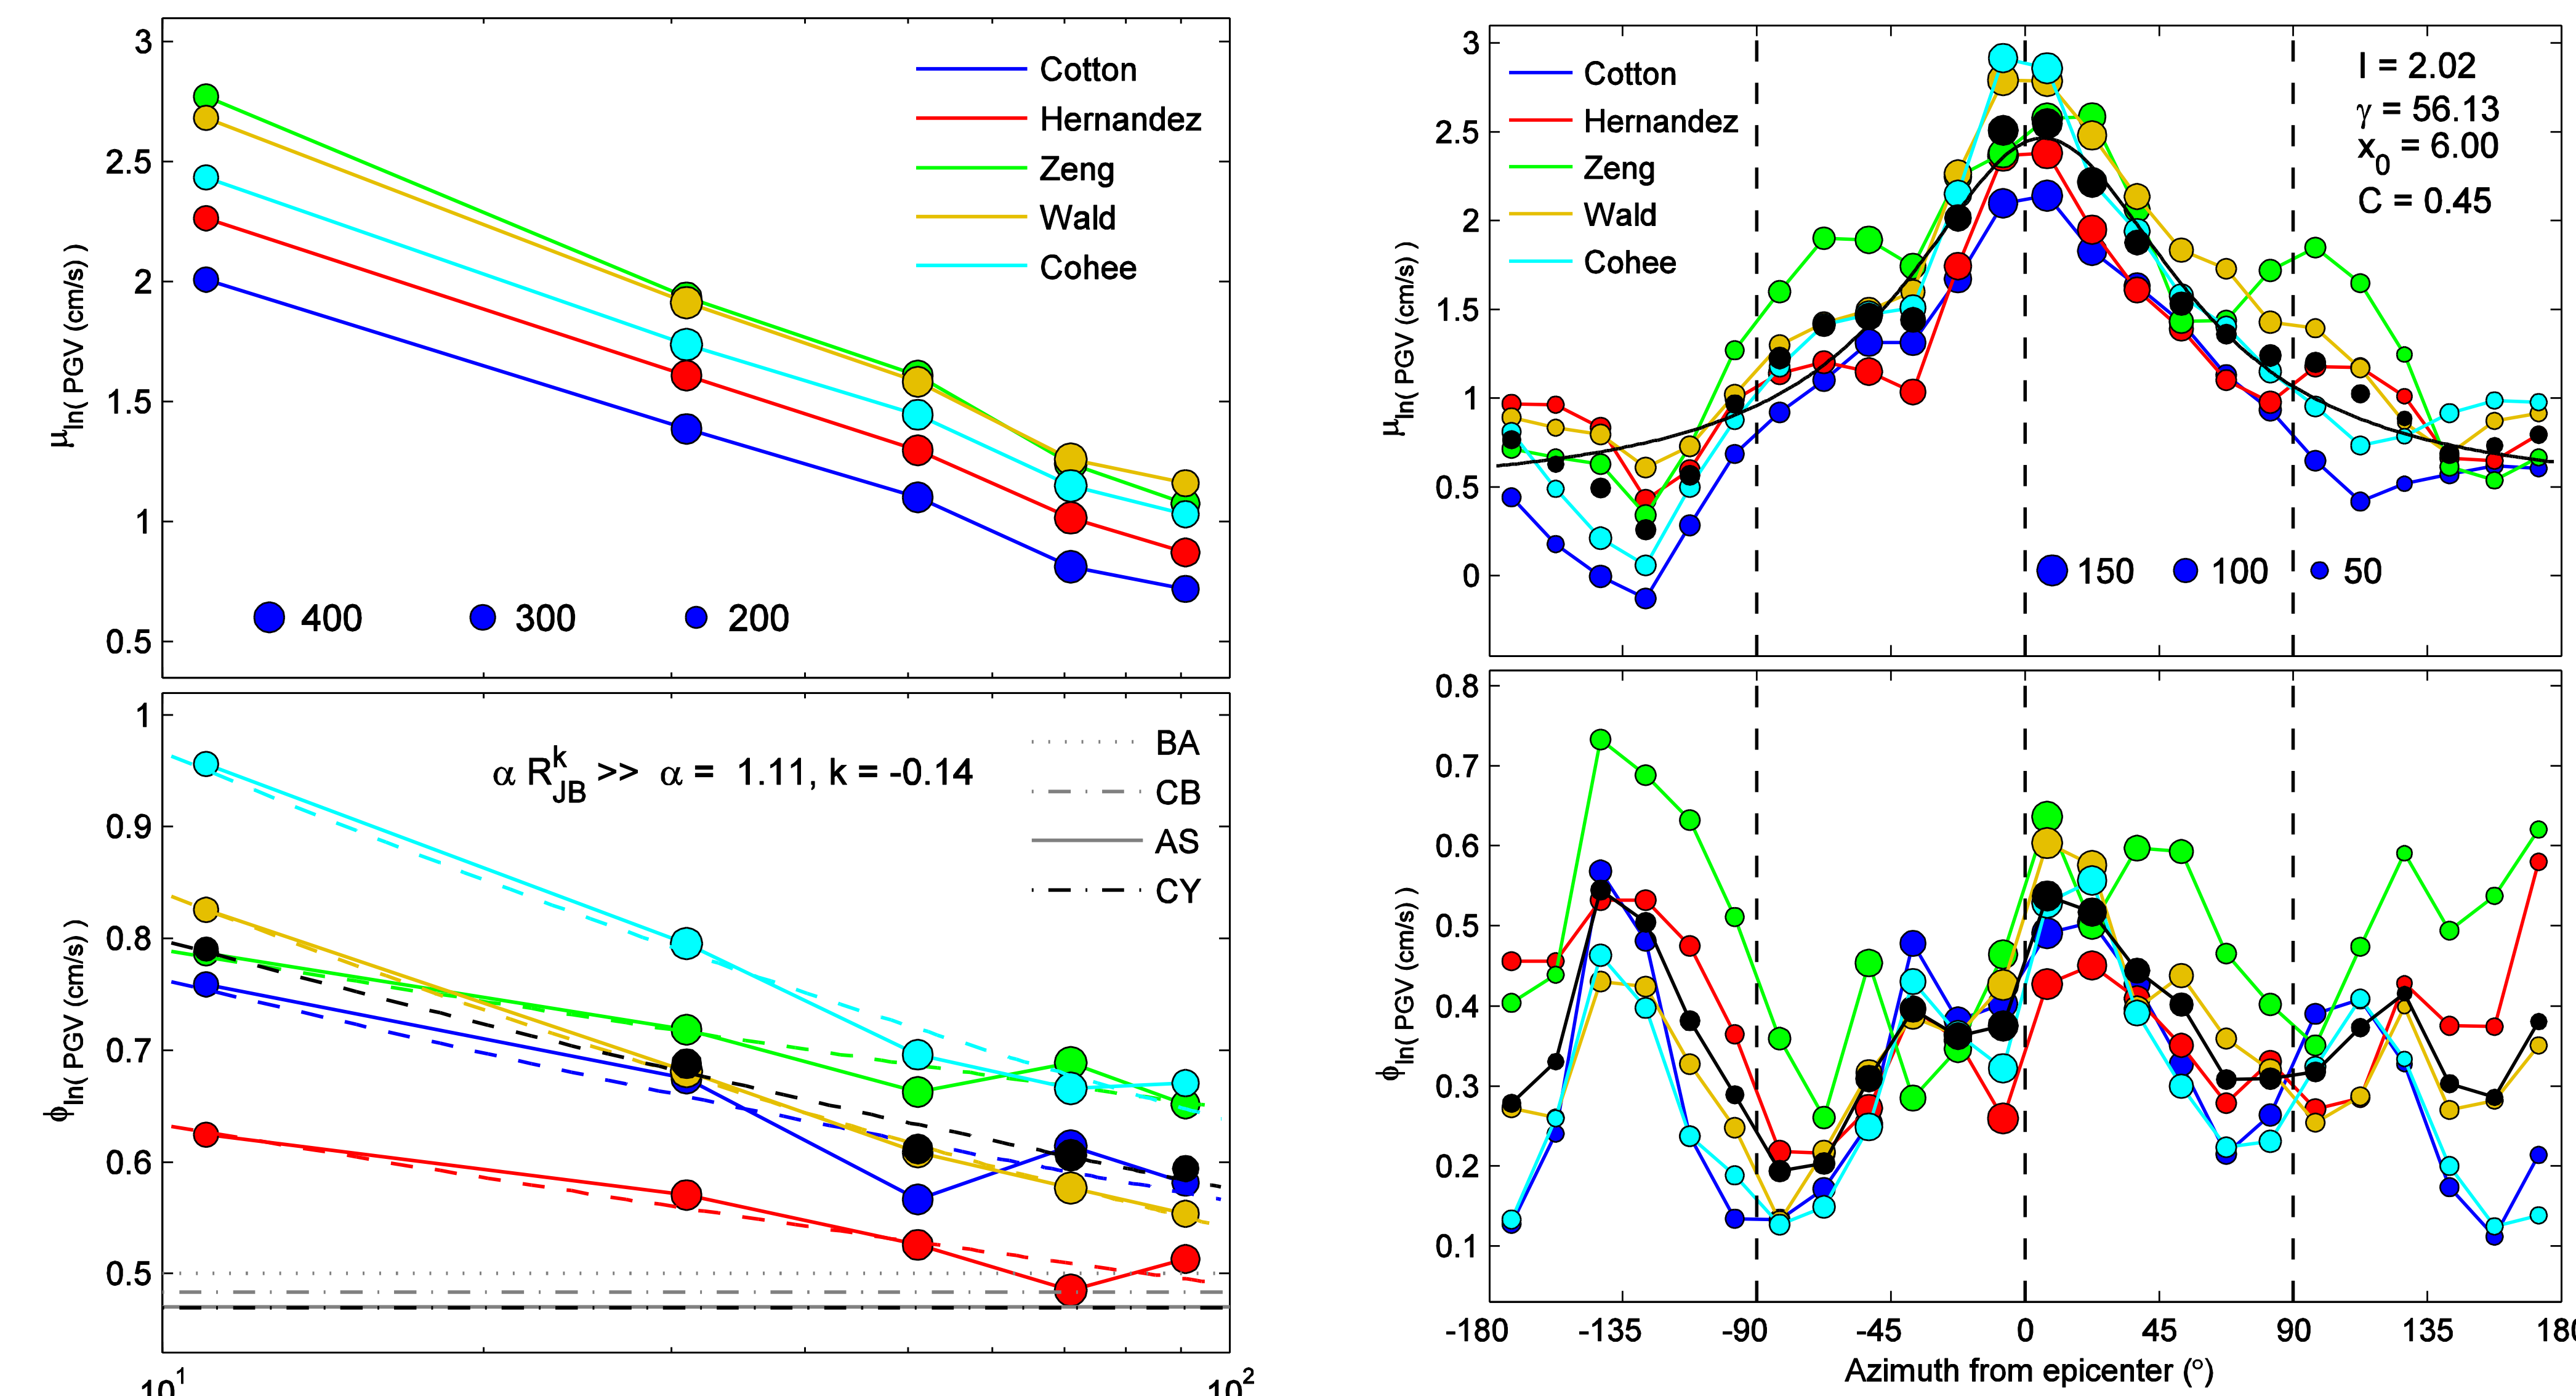 3
2.5
2
1.5
1
0.5
μln( PGV (cm/s) )
Cotton
Hernandez
Zeng
Wald
Cohee
400 300 200
1
0.9
0.8
0.7
0.6
0.5
ϕln( PGV (cm/s) )
α R^k_JB >> α = 1.11, k = -0.14
BA
CB
AS
CY
10^1 10^2
3
2.5
2
1.5
1
0.5
0
μln( PGV (cm/s) )
Cotton
Hernandez
Zeng
Wald
Cohee
I = 2.02
γ = 56.13
x_0 = 6.00
C = 0.45
150 100 50
0.8
0.7
0.6
0.5
0.4
0.3
0.2
0.1
ϕln( PGV (cm/s) )
-180 -135 -90 -45 0 45 90 135 180
Azimuth from epicenter (°)